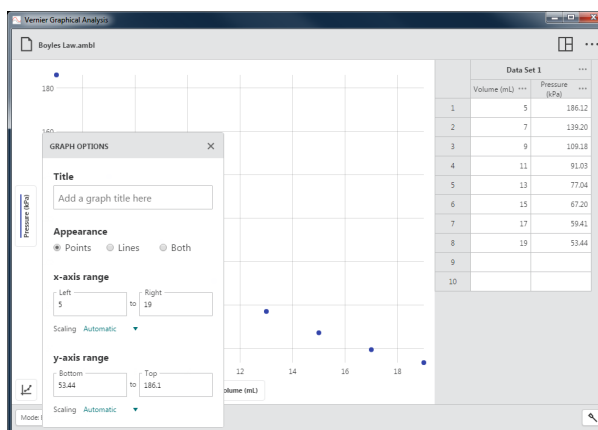 Vernier Graphical Analysis
Boyles Law.ambl
180
160
Pressure (kPa)
12 14 16 18
olume (mL)
Mode:
GRAPH OPTIONS
Title
Add a graph title here
Appearance
Points Lines Both
x-axis range
Left Right
5 to 19
Scaling Automatic
y-axis range
Bottom Top
53.44 to 186.1
Scaling Automatic
Data Set 1
Volume (mL) Pressure
(kPa)
1 5 186.12
2 7 139.20
3 9 109.18
4 11 91.03
5 13 77.04
6 15 67.20
7 17 59.41
8 19 53.44
9
10